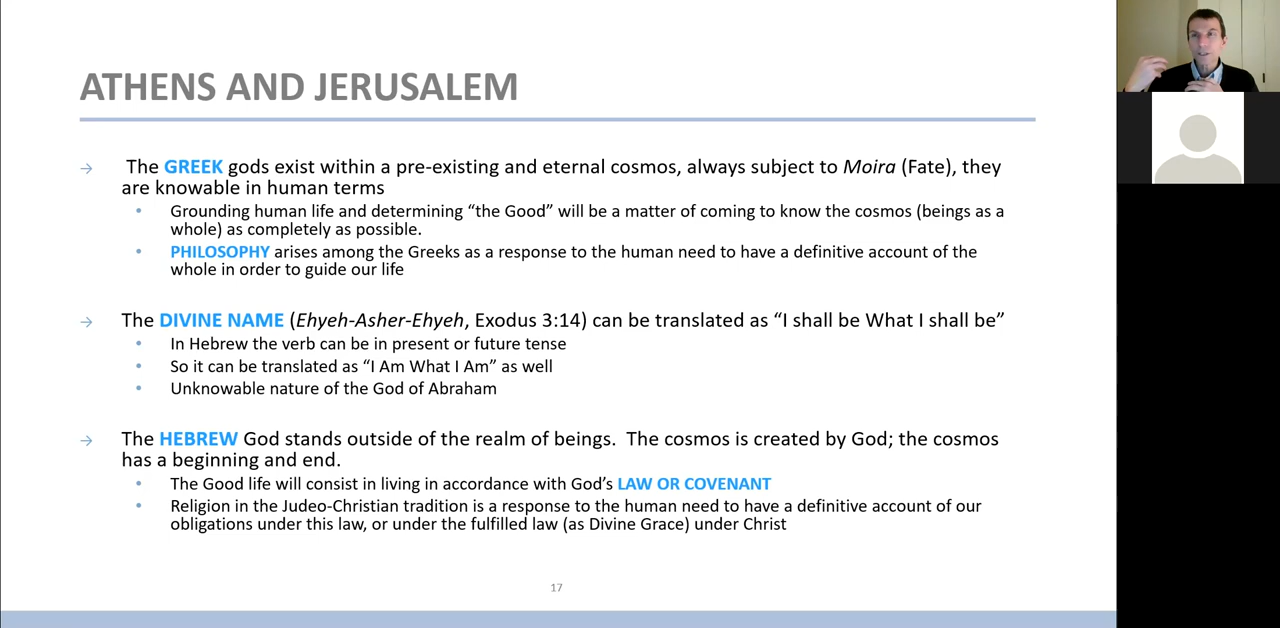 ATHENS AND JERUSALEM
→ The GREEK gods exist within a pre-existing and eternal cosmos, always subject to Moira (Fate), they
are knowable in human terms
• Grounding human life and determining “the Good” will be a matter of coming to know the cosmos (beings as a
whole) as completely as possible.
• PHILOSOPHY arises among the Greeks as a response to the human need to have a definitive account of the
whole in order to guide our life
→ The DIVINE NAME (Ehyeh-Asher-Ehyeh, Exodus 3:14) can be translated as “I shall be What I shall be”
• In Hebrew the verb can be in present or future tense
• So it can be translated as “I Am What I Am” as well
• Unknowable nature of the God of Abraham
→ The HEBREW God stands outside of the realm of beings. The cosmos is created by God; the cosmos
has a beginning and end.
• The Good life will consist in living in accordance with God’s LAW OR COVENANT
• Religion in the Judeo-Christian tradition is a response to the human need to have a definitive account of our
obligations under this law, or under the fulfilled law (as Divine Grace) under Christ
17